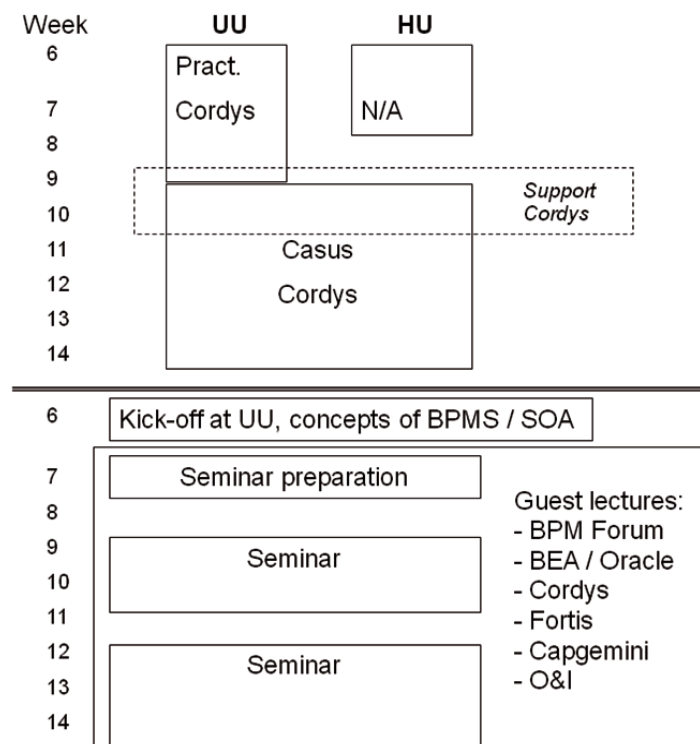 Week UU HU
6
Pract.
7 Cordys N/A
8
9
Support
10 Cordys
11 Casus
12
Cordys
13
14
6 Kick-off at UU, concepts of BPMS / SOA
7 Seminar preparation
Guest lectures:
8
- BPM Forum
9 Seminar
- BEA / Oracle
10
- Cordys
11
- Fortis
12 Seminar
- Capgemini
13
- O&I
14